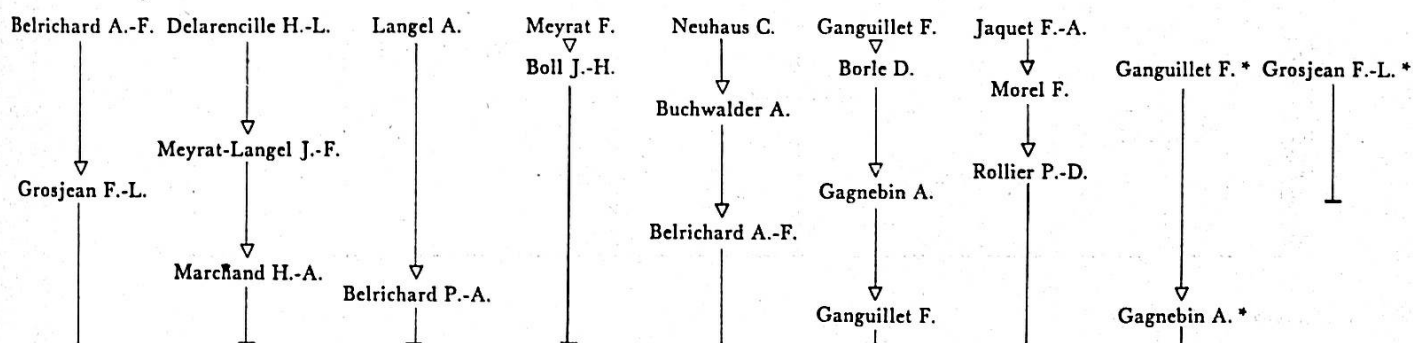 Belrichard A.-F. Delarencille H.-L. Langel A. Meyrat F. Neuhaus C. Ganguillet F. Jaquet F.-A.
Boll J.-H. Borle D. Ganguillet F. * Grosjean F.-L. *
Morel F.
Buchwalder A.
Meyrat-Langel J.-F.
Rollier P.-D.
Grosjean F.-L. Gagnebin A.
Belrichard A.-F.
Marchand H.-A.
Belrichard P.-A.
Ganguillet F. Gagnebin A. *